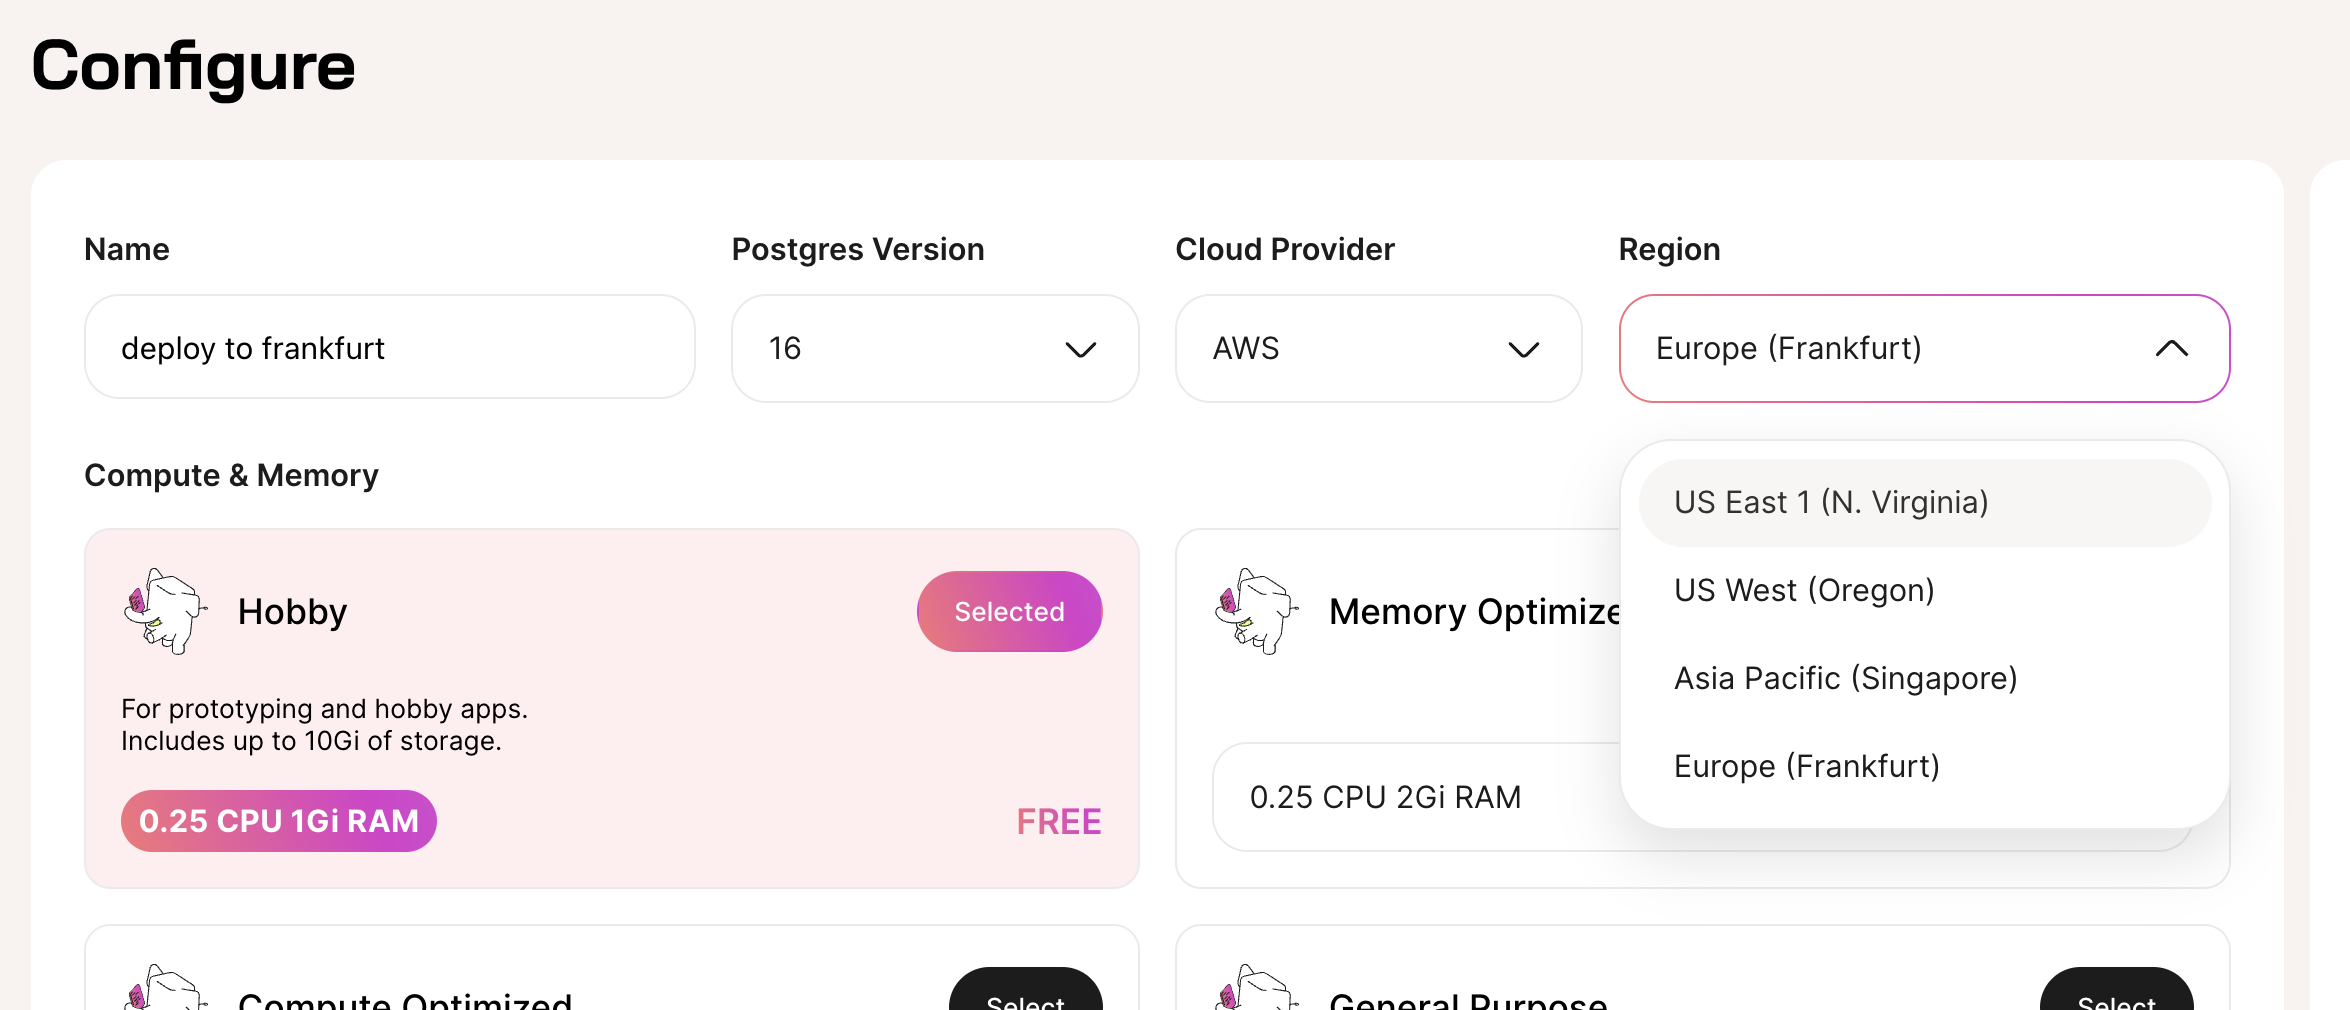 Configure
Name
Postgres Version
Cloud Provider
Region
deploy to frankfurt
16
AWS
Europe (Frankfurt)
US East 1 (N. Virginia)
US West (Oregon)
Asia Pacific (Singapore)
Europe (Frankfurt)
Compute & Memory
Hobby
Selected
For prototyping and hobby apps.
Includes up to 10Gi of storage.
0.25 CPU 1Gi RAM
FREE
Memory Optimize
0.25 CPU 2Gi RAM
Compute Optimized
Select
General Purpose
Select